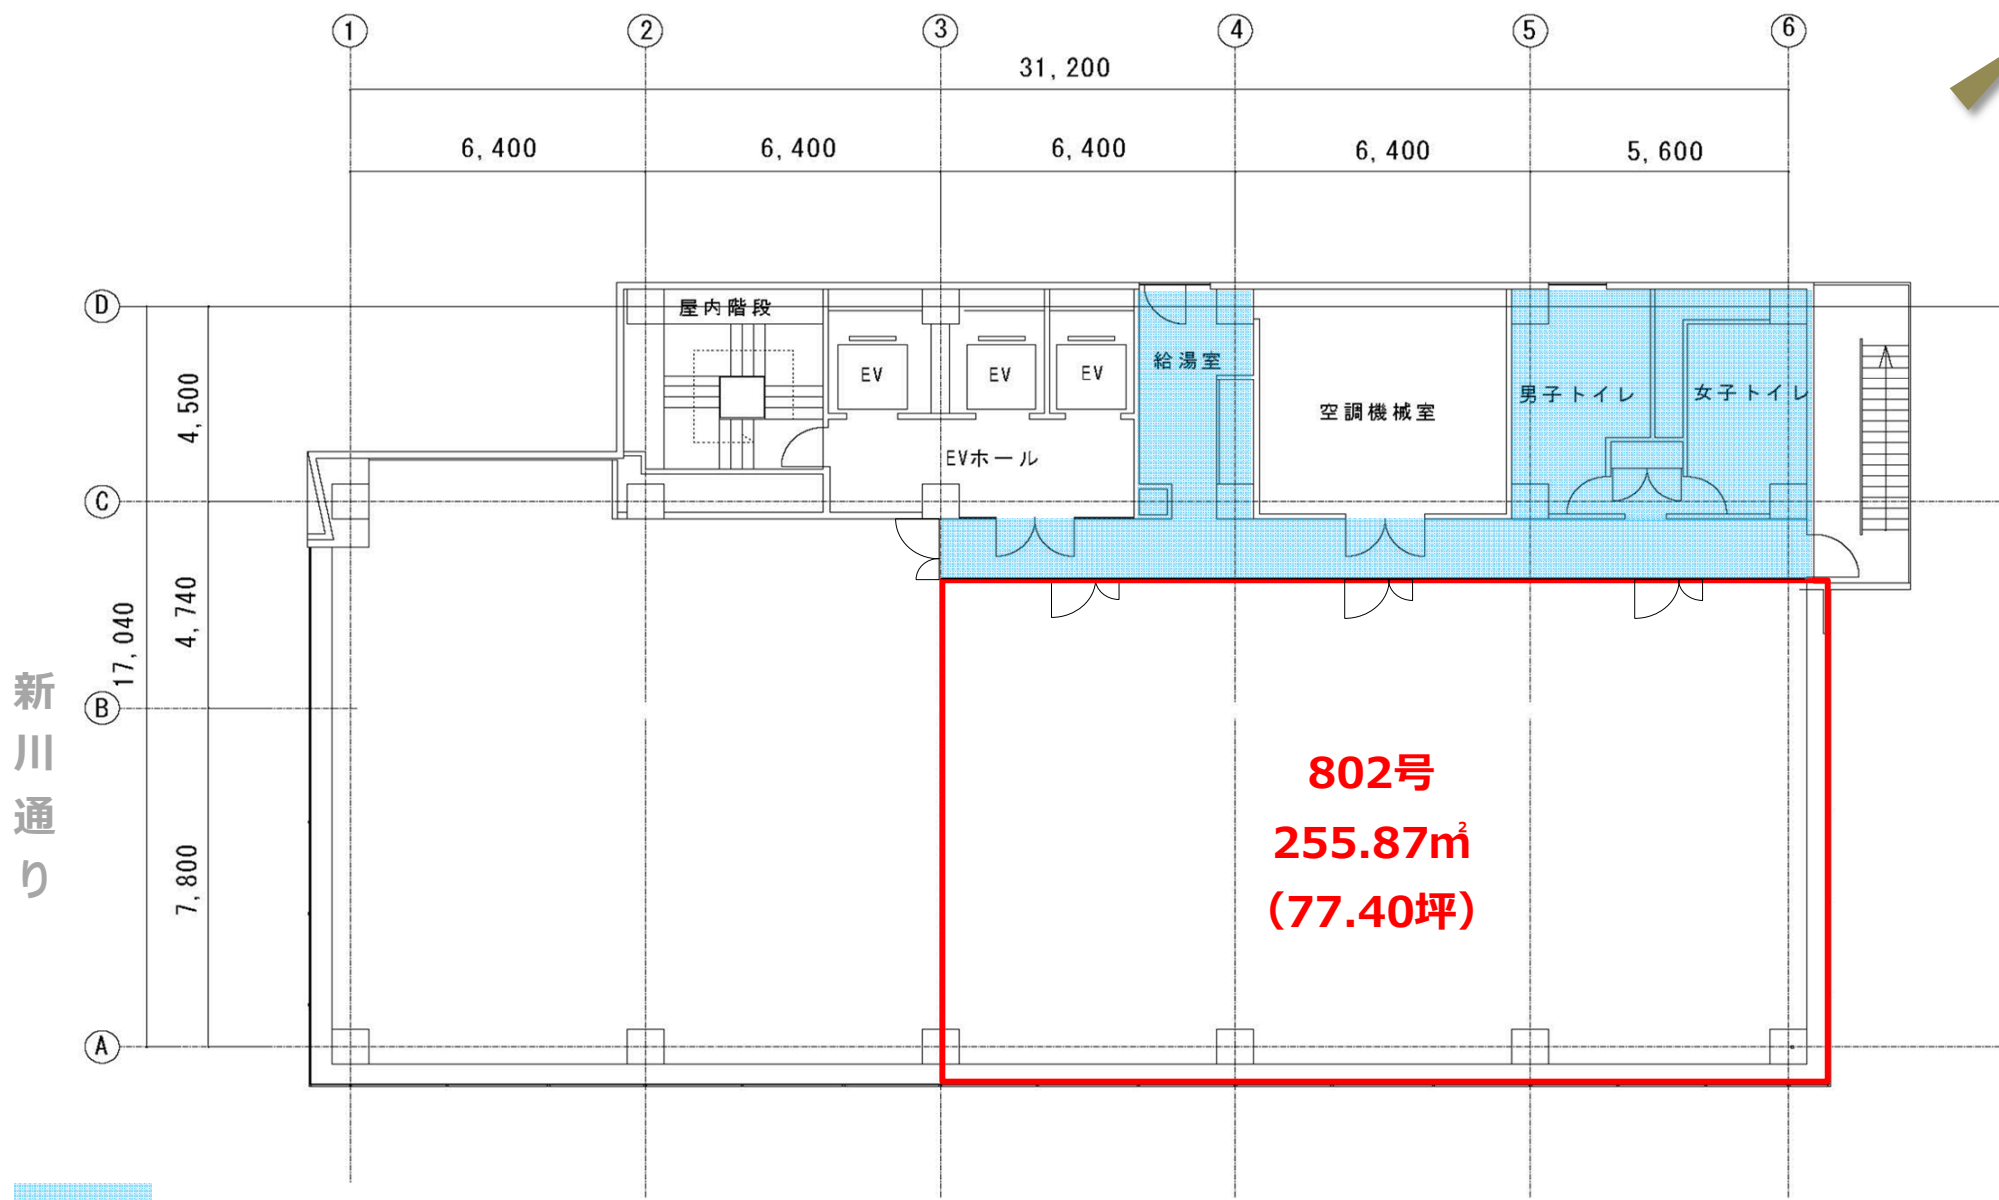 1 2 3 4 5 6
31,200
6,400 6,400 6,400 6,400 5,600
D
C
B
A
4,500
4,740
17,040
7,800
新川通り
屋内階段
EV EV EV
EVホール
給湯室
空調機械室
男子トイレ
女子トイレ
802号
255.87㎡
（77.40坪）